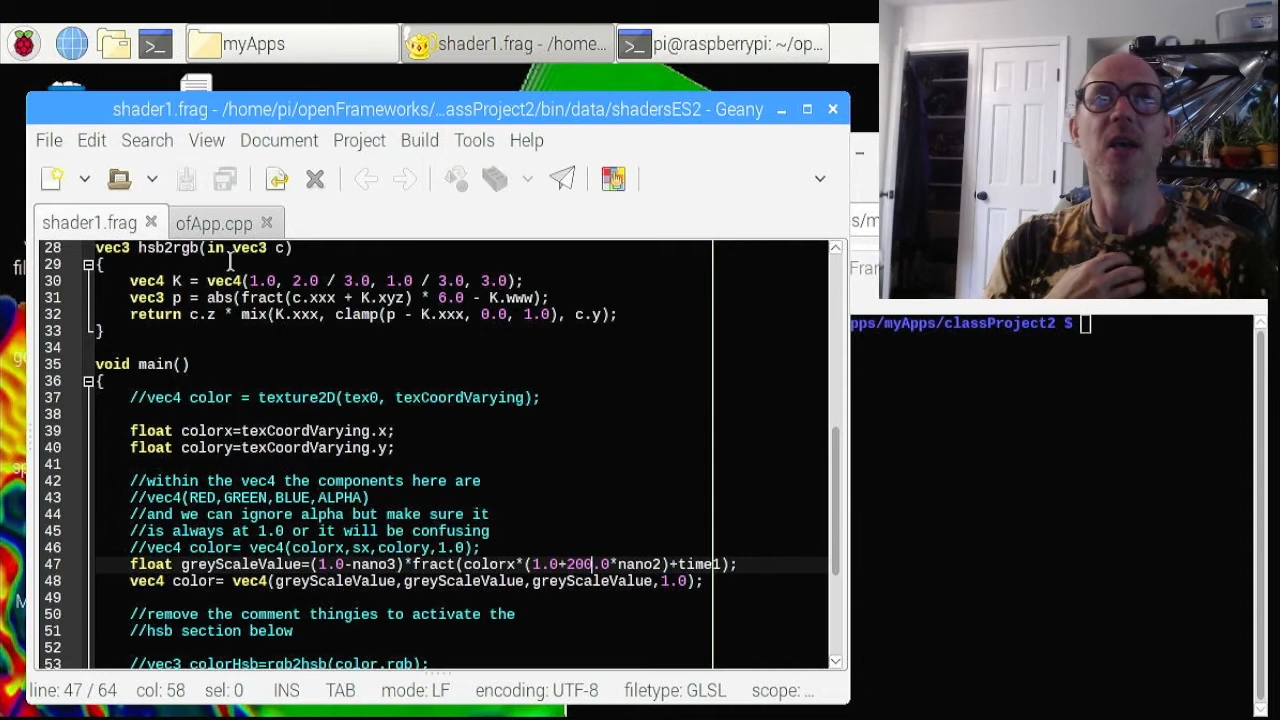 myApps
shader1.frag - /home...
pi@raspberrypi: ~/op...
shader1.frag - /home/pi/openFrameworks/...assProject2/bin/data/shadersES2 - Geany
File Edit Search View Document Project Build Tools Help
shader1.frag ofApp.cpp
28 vec3 hsb2rgb(in vec3 c)
29 {
30 vec4 K = vec4(1.0, 2.0 / 3.0, 1.0 / 3.0, 3.0);
31 vec3 p = abs(fract(c.xxx + K.xyz) * 6.0 - K.www);
32 return c.z * mix(K.xxx, clamp(p - K.xxx, 0.0, 1.0), c.y);
33 }
34
35 void main()
36 {
37 //vec4 color = texture2D(tex0, texCoordVarying);
38
39 float colorx=texCoordVarying.x;
40 float colory=texCoordVarying.y;
41
42 //within the vec4 the components here are
43 //vec4(RED,GREEN,BLUE,ALPHA)
44 //and we can ignore alpha but make sure it
45 //is always at 1.0 or it will be confusing
46 //vec4 color= vec4(colorx,sx,colory,1.0);
47 float greyScaleValue=(1.0-nano3)*fract(colorx*(1.0+200.0*nano2)+time1);
48 vec4 color= vec4(greyScaleValue,greyScaleValue,greyScaleValue,1.0);
49
50 //remove the comment thingies to activate the
51 //hsb section below
52
53 //vec3 colorHsb=rgb2hsb(color.rgb);
line: 47 / 64 col: 58 sel: 0 INS TAB mode: LF encoding: UTF-8 filetype: GLSL scope: ...
s/m
Fran
pps/myApps/classProject2 $